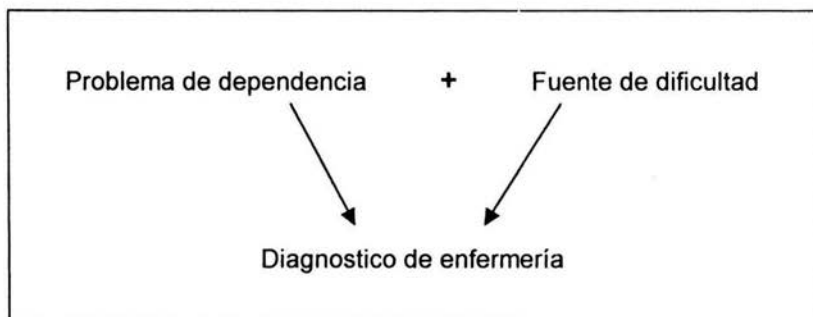 Problema de dependencia + Fuente de dificultad
Diagnostico de enfermería